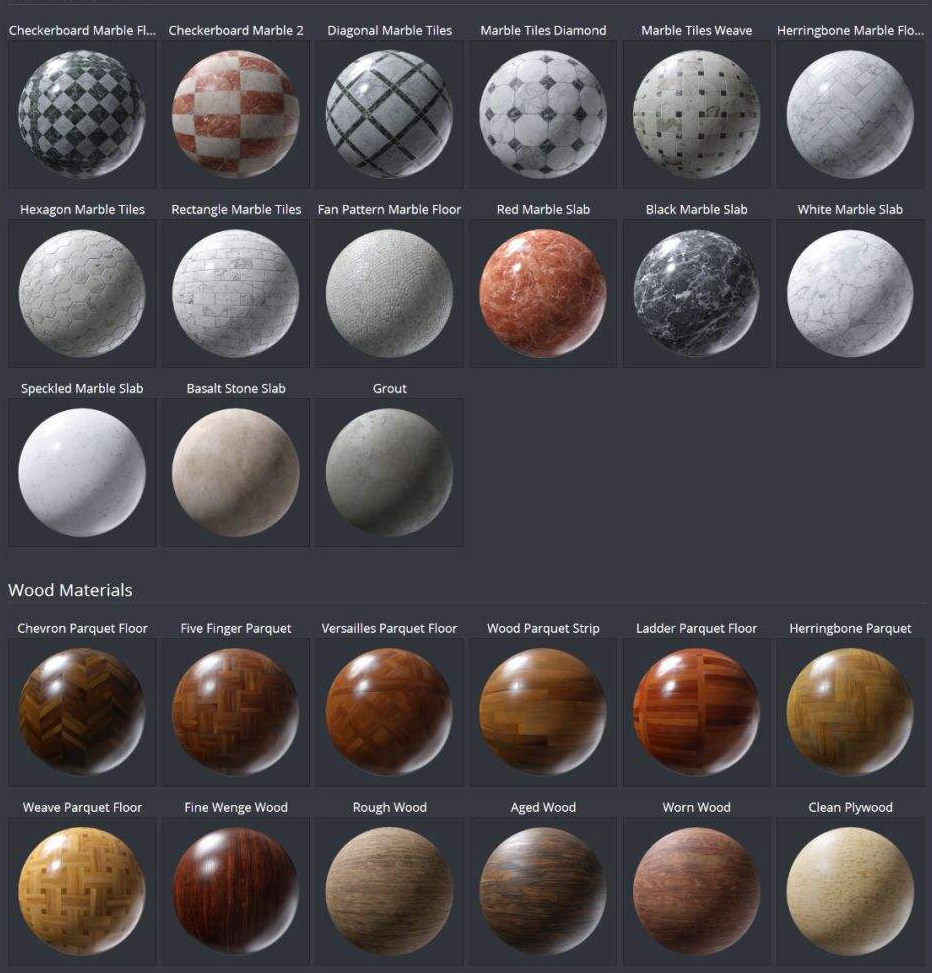 Checkerboard Marble Fl...
Checkerboard Marble 2
Diagonal Marble Tiles
Marble Tiles Diamond
Marble Tiles Weave
Herringbone Marble Flo...
Hexagon Marble Tiles
Rectangle Marble Tiles
Fan Pattern Marble Floor
Red Marble Slab
Black Marble Slab
White Marble Slab
Speckled Marble Slab
Basalt Stone Slab
Grout
Wood Materials
Chevron Parquet Floor
Five Finger Parquet
Versailles Parquet Floor
Wood Parquet Strip
Ladder Parquet Floor
Herringbone Parquet
Weave Parquet Floor
Fine Wenge Wood
Rough Wood
Aged Wood
Worn Wood
Clean Plywood